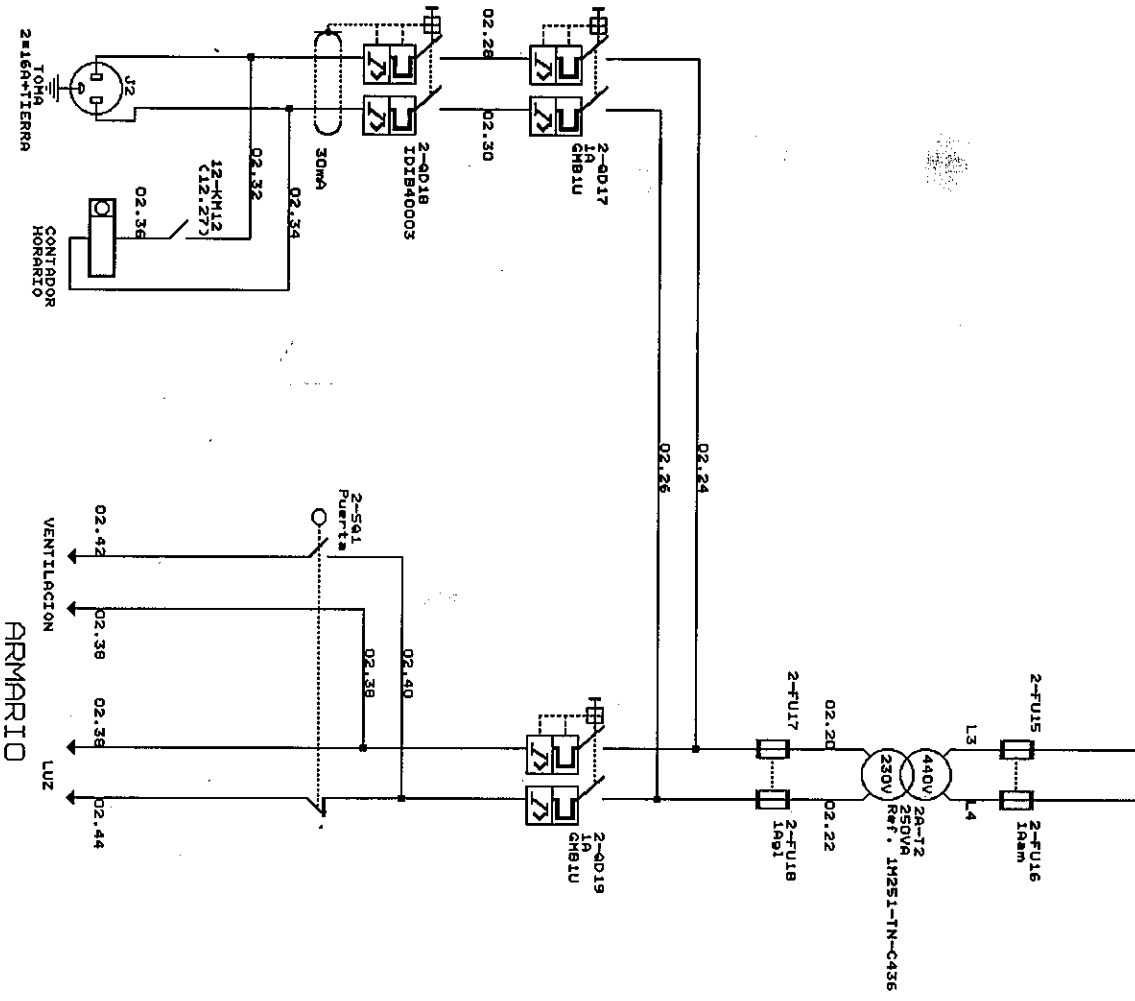 2*16A+TIERRA
TOMA
J2
30mA
2-QD18
IDIB40003
02.28
02.30
2-QD17
1A
GMB1U
02.32
02.34
12-KM12
(12.27)
02.36
CONTADOR
HORARIO
02.24
02.26
2-SQ1
Puerta
02.42
02.38
VENTILACION
02.38
02.40
02.38
02.44
LUZ
ARMARIO
2-QD19
1A
GMB1U
2-FU17
2-FU18
1Agl
02.20
02.22
440V
230V
2A-T2
250VA
Ref. 1M251-TN-C436
L3
L4
2-FU15
2-FU16
1Aam